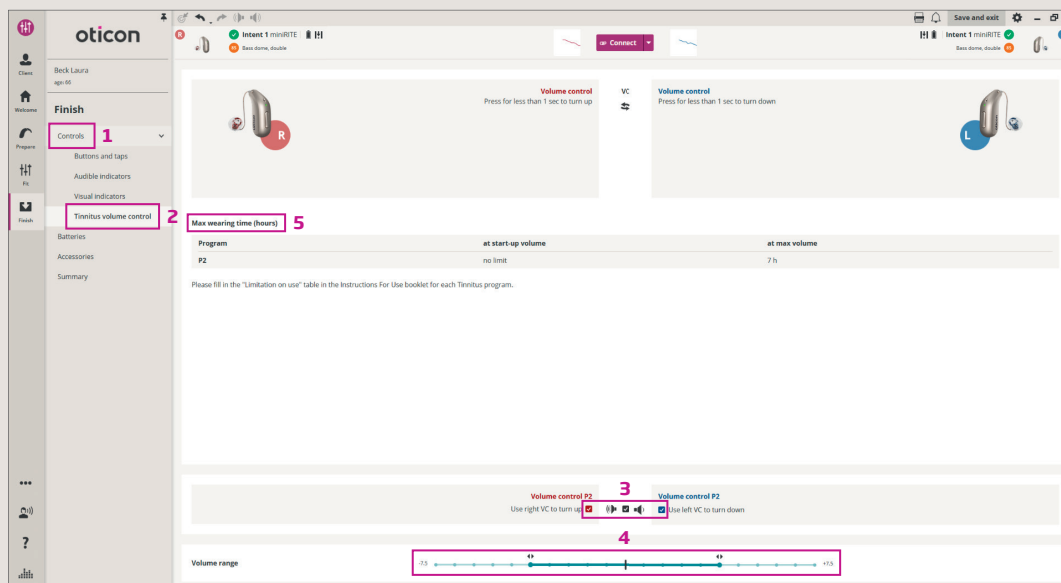 oticon
Save and exit
R
Intent 1 miniRITE
85
Bass dome, double
Connect
Intent 1 miniRITE
Bass dome, double
85
Client
Welcome
Prepare
Fit
Finish
?
Beck Laura
Finish
Controls
1
Buttons and taps
Audible indicators
Visual indicators
Tinnitus volume control
2
Batteries
Accessories
Summary
Volume control
Press for less than 1 sec to turn up
VC
Volume control
Press for less than 1 sec to turn down
R
L
Max wearing time (hours)
5
Program at start-up volume at max volume
P2 no limit 7 h
Please fill in the "Limitation on use" table in the Instructions For Use booklet for each Tinnitus program.
3
Volume control P2
Use right VC to turn up
Volume control P2
Use left VC to turn down
4
Volume range
-7.5
+7.5